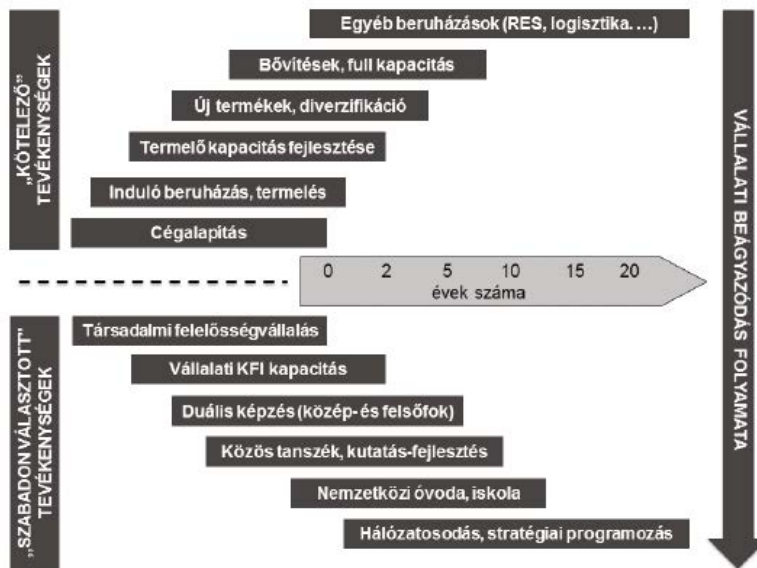 „KÖTELEZŐ"
TEVÉKENYSÉGEK
Egyéb beruházások (RES, logisztika. …)
Bővítések, full kapacitás
Új termékek, diverzifikáció
Termelő kapacitás fejlesztése
Induló beruházás, termelés
Cégalapítás
0 2 5 10 15 20
évek száma
„SZABADON VÁLASZTOTT"
TEVÉKENYSÉGEK
Társadalmi felelősségvállalás
Vállalati KFI kapacitás
Duális képzés (közép- és felsőfok)
Közös tanszék, kutatás-fejlesztés
Nemzetközi óvoda, iskola
Hálózatosodás, stratégiai programozás
VÁLLALATI BEÁGYAZÓDÁS FOLYAMATA